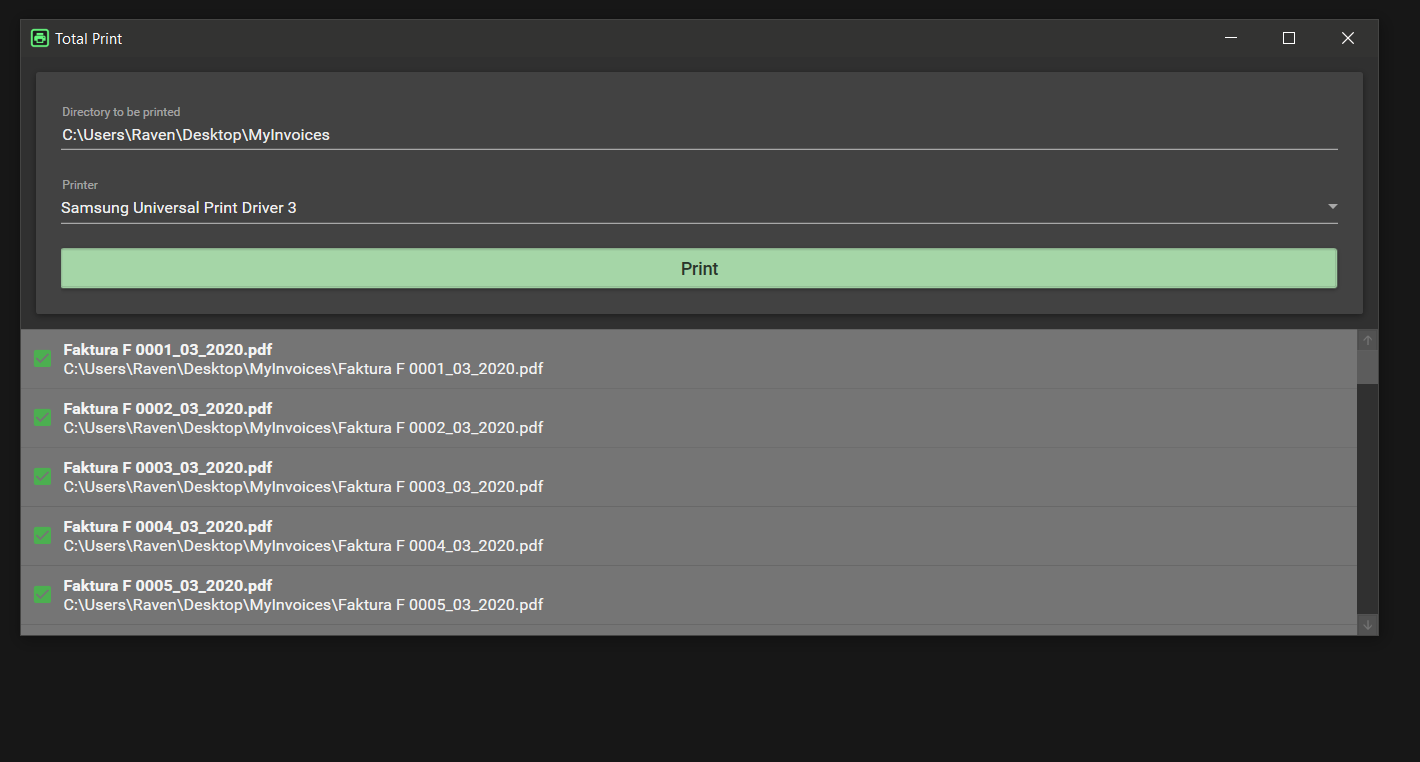 Total Print
Directory to be printed
C:\Users\Raven\Desktop\MyInvoices
Printer
Samsung Universal Print Driver 3
Print
Faktura F 0001_03_2020.pdf
C:\Users\Raven\Desktop\MyInvoices\Faktura F 0001_03_2020.pdf
Faktura F 0002_03_2020.pdf
C:\Users\Raven\Desktop\MyInvoices\Faktura F 0002_03_2020.pdf
Faktura F 0003_03_2020.pdf
C:\Users\Raven\Desktop\MyInvoices\Faktura F 0003_03_2020.pdf
Faktura F 0004_03_2020.pdf
C:\Users\Raven\Desktop\MyInvoices\Faktura F 0004_03_2020.pdf
Faktura F 0005_03_2020.pdf
C:\Users\Raven\Desktop\MyInvoices\Faktura F 0005_03_2020.pdf